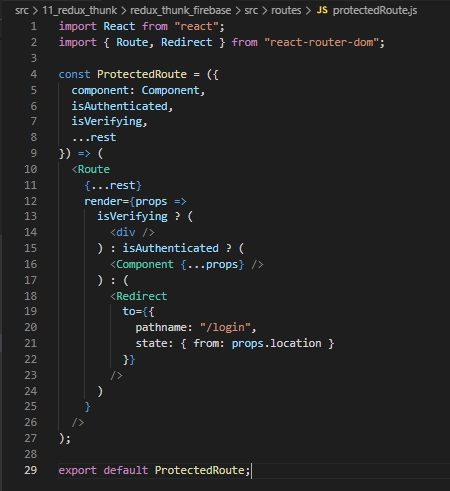 src > 11_redux_thunk > redux_thunk_firebase > src > routes > JS protectedRoute.js
1 import React from "react";
2 import { Route, Redirect } from "react-router-dom";
3
4 const ProtectedRoute = ({
5   component: Component,
6   isAuthenticated,
7   isVerifying,
8   ...rest
9 }) => (
10   <Route
11     {...rest}
12     render={props =>
13       isVerifying ? (
14         <div />
15       ) : isAuthenticated ? (
16         <Component {...props} />
17       ) : (
18         <Redirect
19           to={{
20             pathname: "/login",
21             state: { from: props.location }
22           }}
23         />
24       )
25     }
26   />
27 );
28
29 export default ProtectedRoute;